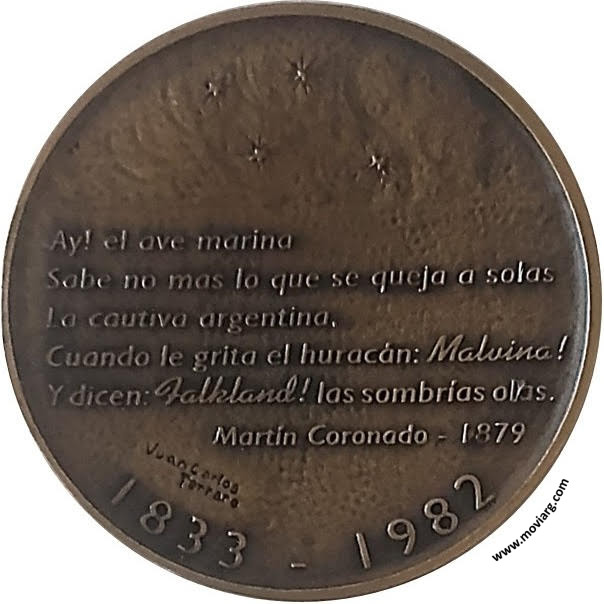 Ay! el ave marina
Sabe no mas lo que se queja a solas
La cautiva argentina,
Cuando le grita el huracán: Malvina!
Y dicen: Falkland! las sombrías olas.
Martín Coronado - 1879
Juan Carlos
Ferraro
1833 - 1982
www.moviarg.com